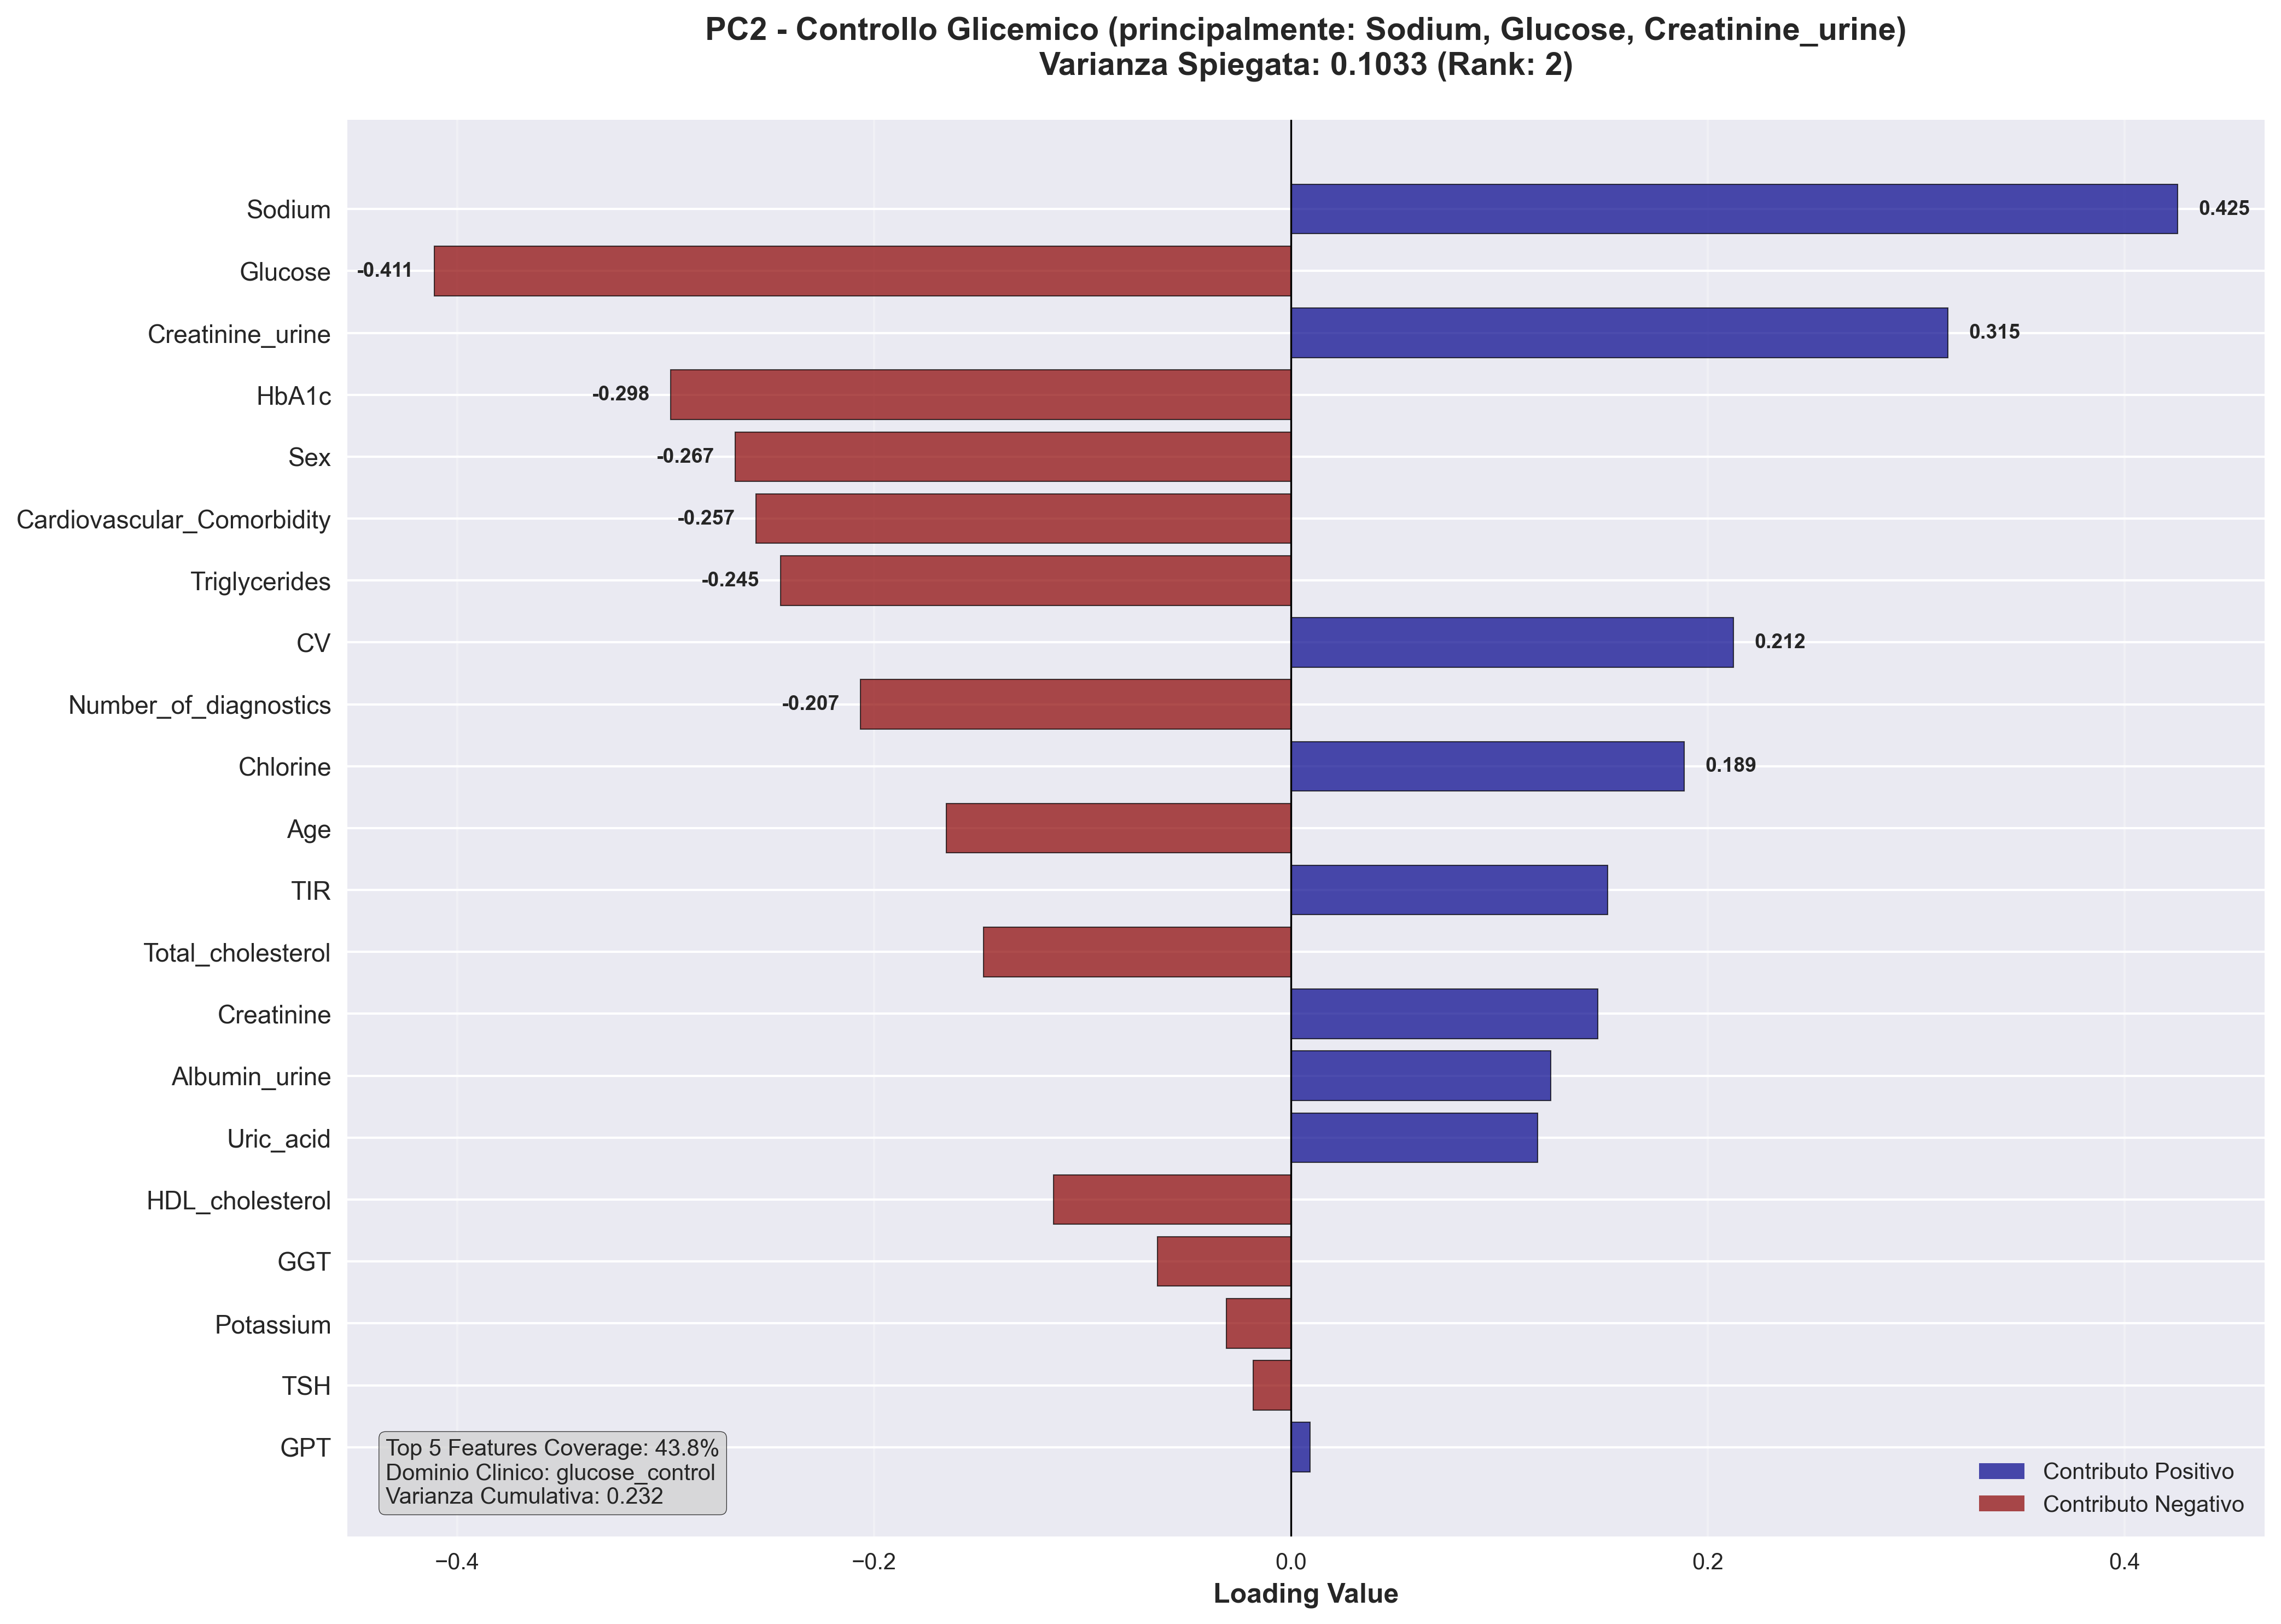 PC2 - Controllo Glicemico (principalmente: Sodium, Glucose, Creatinine_urine)
Varianza Spiegata: 0.1033 (Rank: 2)
Sodium
0.425
Glucose
-0.411
Creatinine_urine
0.315
HbA1c
-0.298
Sex
-0.267
Cardiovascular_Comorbidity
-0.257
Triglycerides
-0.245
CV
0.212
Number_of_diagnostics
-0.207
Chlorine
0.189
Age
TIR
Total_cholesterol
Creatinine
Albumin_urine
Uric_acid
HDL_cholesterol
GGT
Potassium
TSH
GPT
Top 5 Features Coverage: 43.8%
Dominio Clinico: glucose_control
Varianza Cumulativa: 0.232
Contributo Positivo
Contributo Negativo
−0.4
−0.2
0.0
0.2
0.4
Loading Value